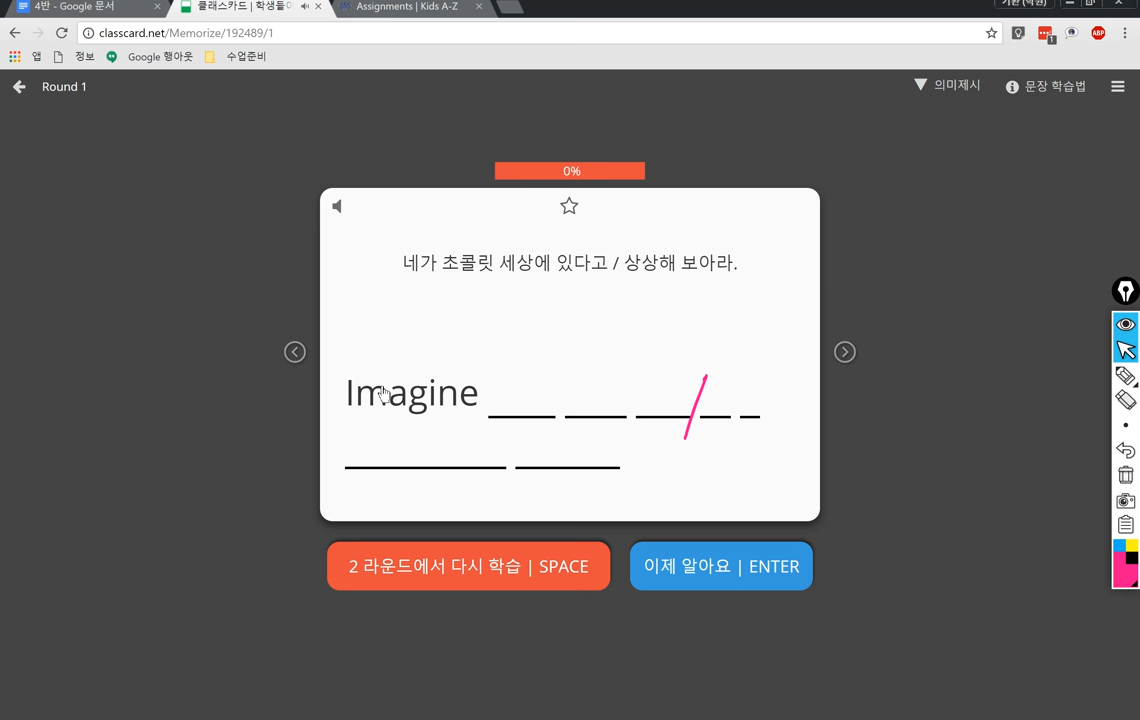 4반 - Google 문서
클래스카드 | 학생들이
Assignments | Kids A-Z
classcard.net/Memorize/192489/1
ABP
1
앱
정보
Google 행아웃
수업준비
Round 1
의미제시
문장 학습법
0%
네가 초콜릿 세상에 있다고 / 상상해 보아라.
Imagine
2 라운드에서 다시 학습 | SPACE
이제 알아요 | ENTER